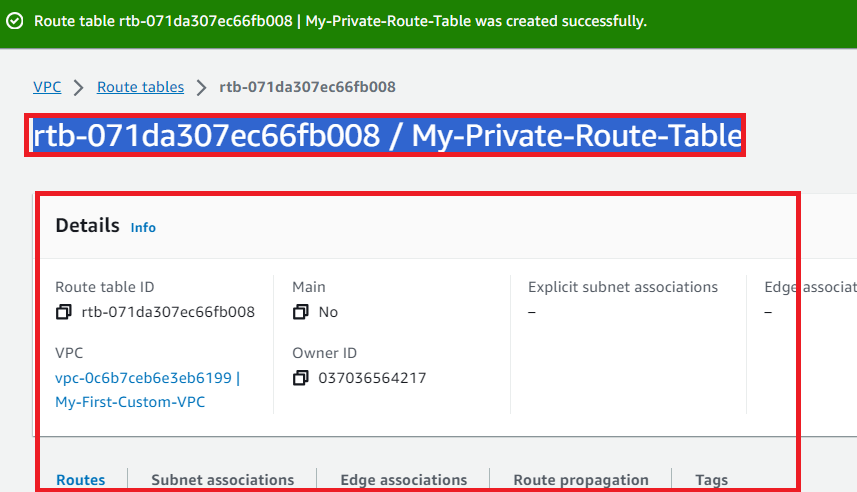 Route table rtb-071da307ec66fb008 | My-Private-Route-Table was created successfully.
VPC > Route tables > rtb-071da307ec66fb008
rtb-071da307ec66fb008 / My-Private-Route-Table
Details Info
Route table ID
rtb-071da307ec66fb008
Main
No
Explicit subnet associations
–
Edge associat
–
VPC
vpc-0c6b7ceb6e3eb6199 |
My-First-Custom-VPC
Owner ID
037036564217
Routes Subnet associations Edge associations Route propagation Tags